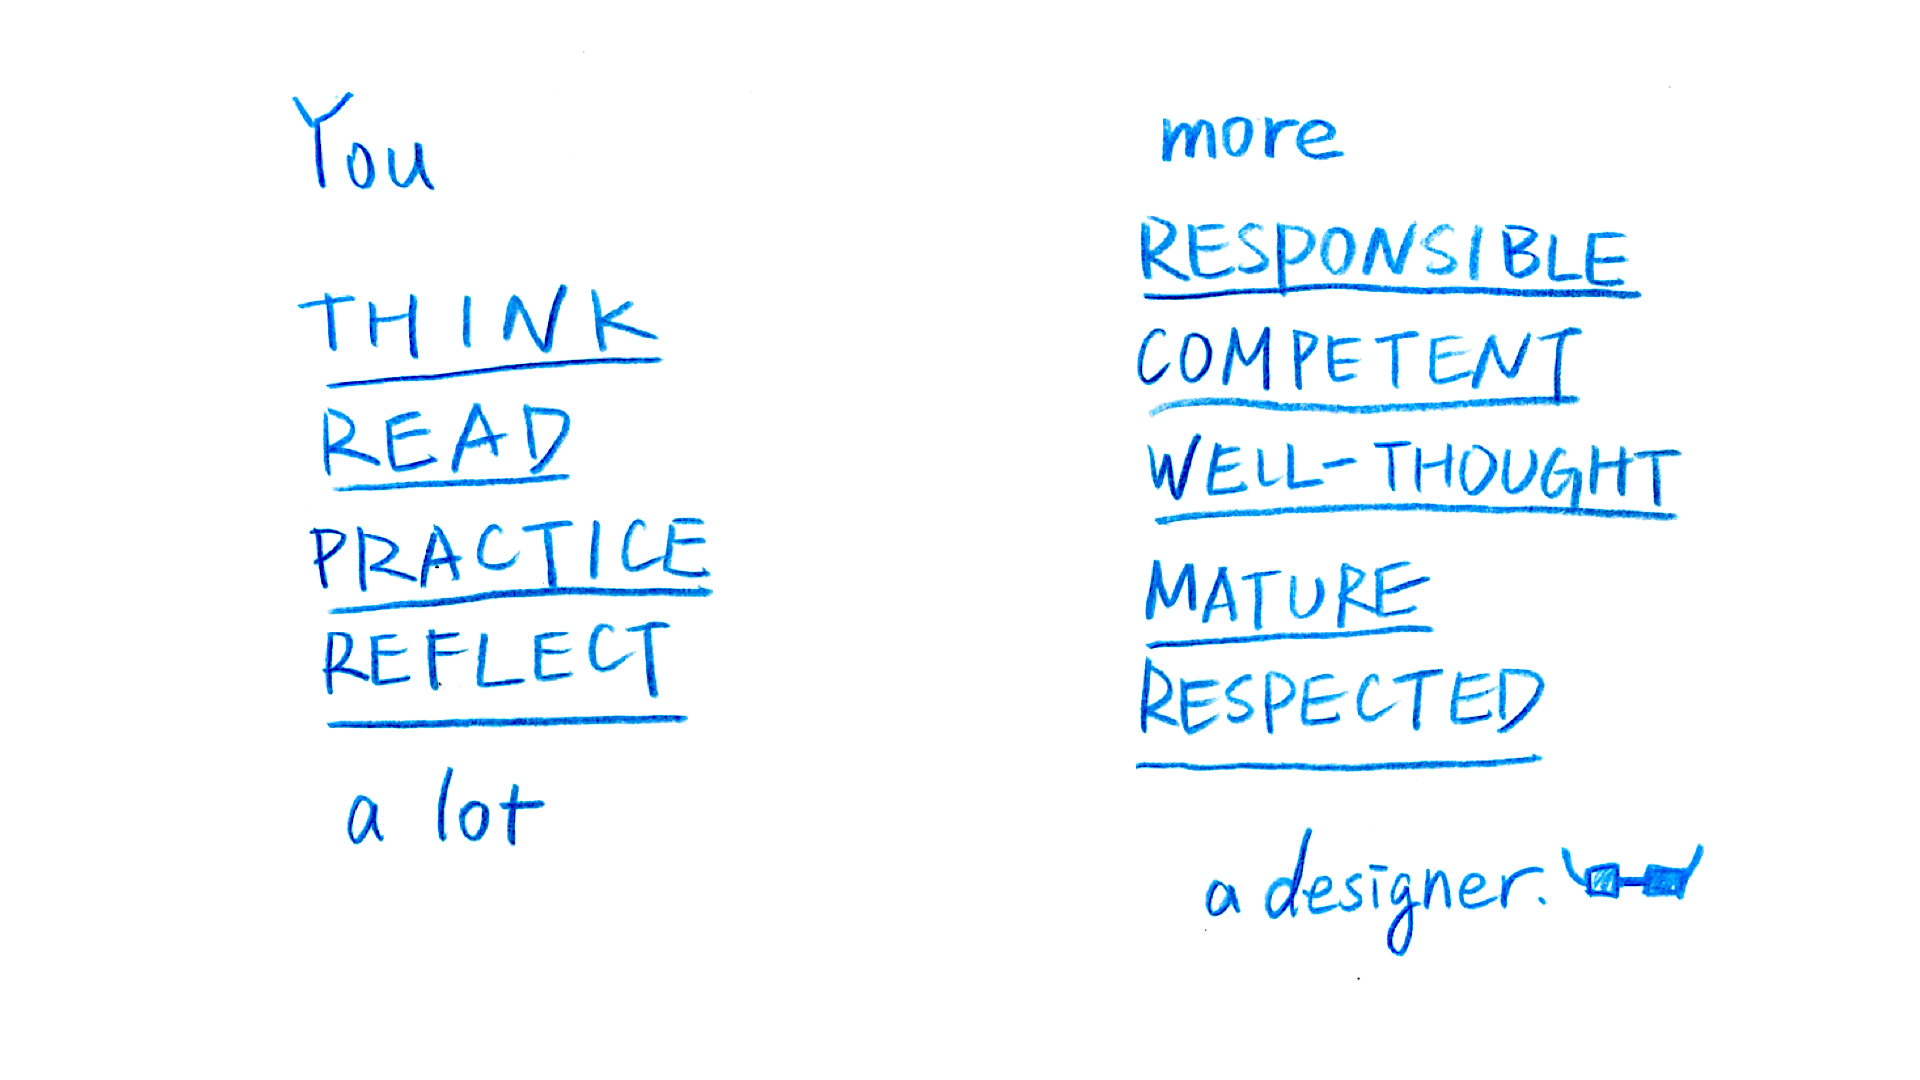 You
THINK
READ
PRACTICE
REFLECT
a lot
more
RESPONSIBLE
COMPETENT
WELL-THOUGHT
MATURE
RESPECTED
a designer.